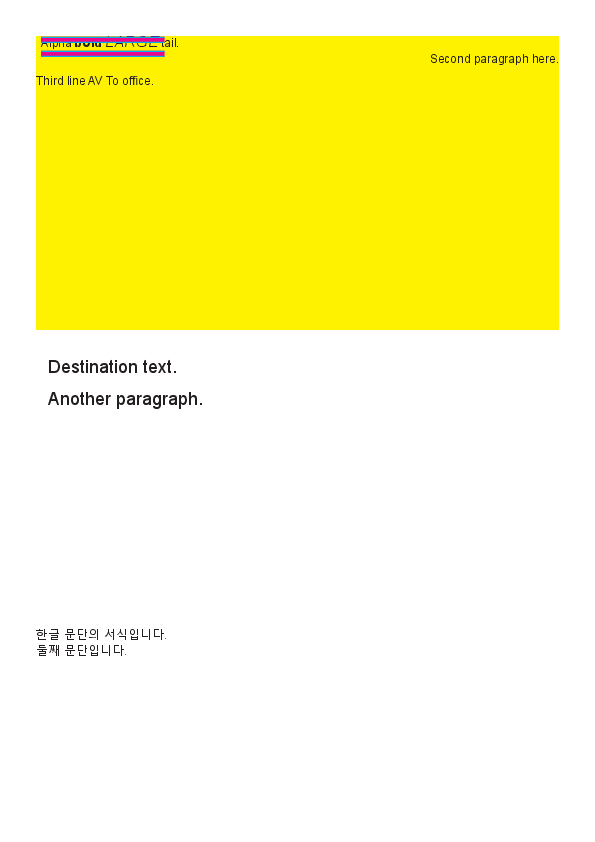 Alpha bold LARGE tail.
Second paragraph here.
Third line AV To office.
Destination text.
Another paragraph.
한글 문단의 서식입니다.
둘째 문단입니다.